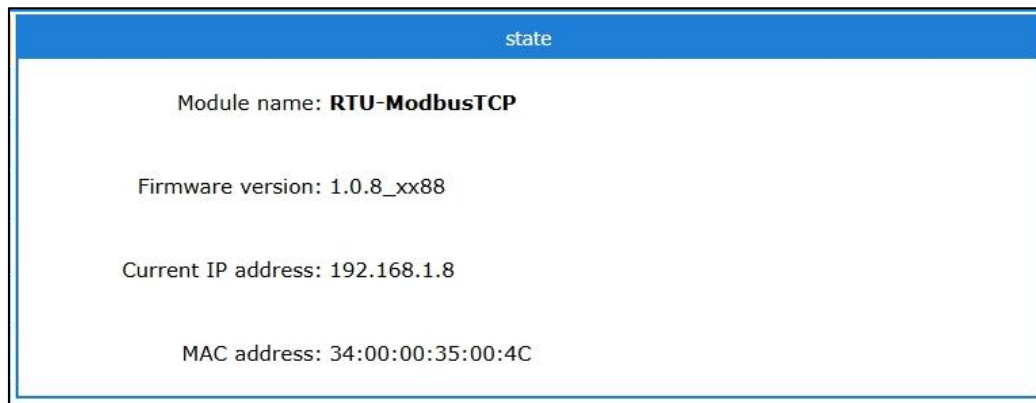 state
Module name: RTU-ModbusTCP
Firmware version: 1.0.8_xx88
Current IP address: 192.168.1.8
MAC address: 34:00:00:35:00:4C